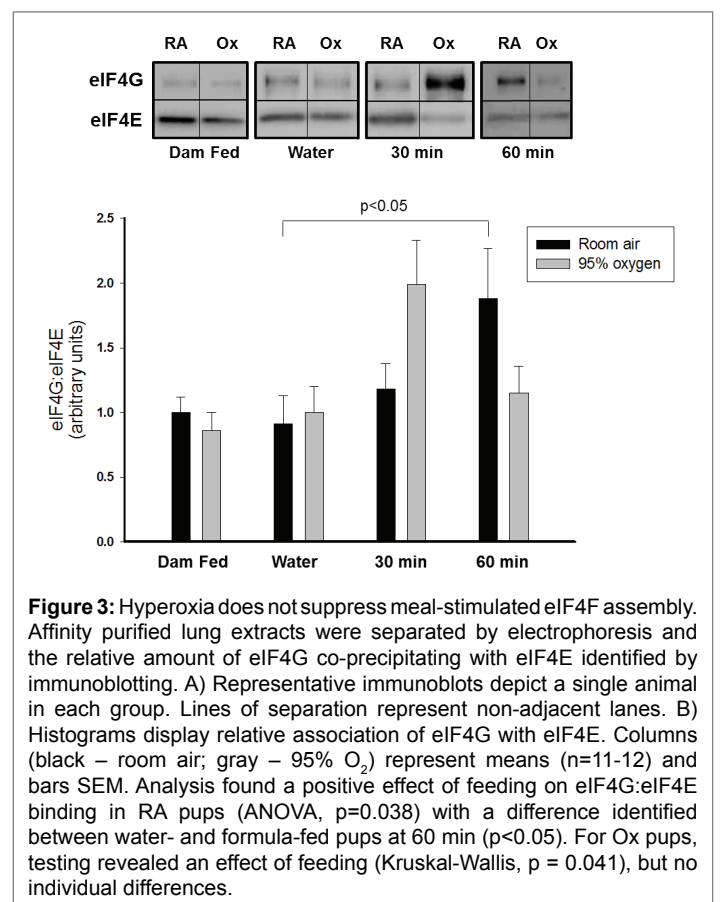 RA Ox RA Ox RA Ox RA Ox
eIF4G
eIF4E
Dam Fed Water 30 min 60 min
p<0.05
2.5
2.0
1.5
1.0
0.5
0.0
eIF4G:eIF4E
(arbitrary units)
Room air
95% oxygen
Dam Fed Water 30 min 60 min
Figure 3: Hyperoxia does not suppress meal-stimulated eIF4F assembly.
Affinity purified lung extracts were separated by electrophoresis and
the relative amount of eIF4G co-precipitating with eIF4E identified by
immunoblotting. A) Representative immunoblots depict a single animal
in each group. Lines of separation represent non-adjacent lanes. B)
Histograms display relative association of eIF4G with eIF4E. Columns
(black – room air; gray – 95% O₂) represent means (n=11-12) and
bars SEM. Analysis found a positive effect of feeding on eIF4G:eIF4E
binding in RA pups (ANOVA, p=0.038) with a difference identified
between water- and formula-fed pups at 60 min (p<0.05). For Ox pups,
testing revealed an effect of feeding (Kruskal-Wallis, p = 0.041), but no
individual differences.